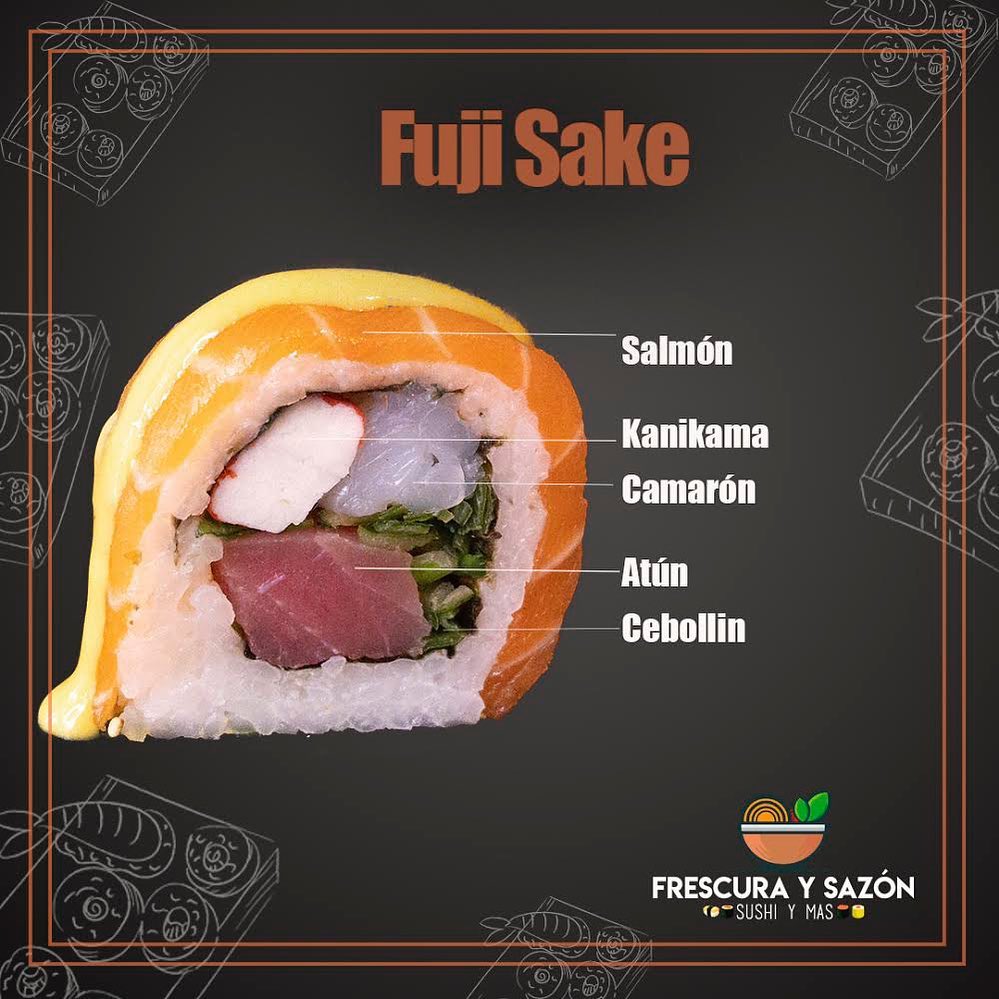 Fuji Sake
Salmón
Kanikama
Camarón
Atún
Cebollin
FRESCURA Y SAZÓN
SUSHI Y MAS